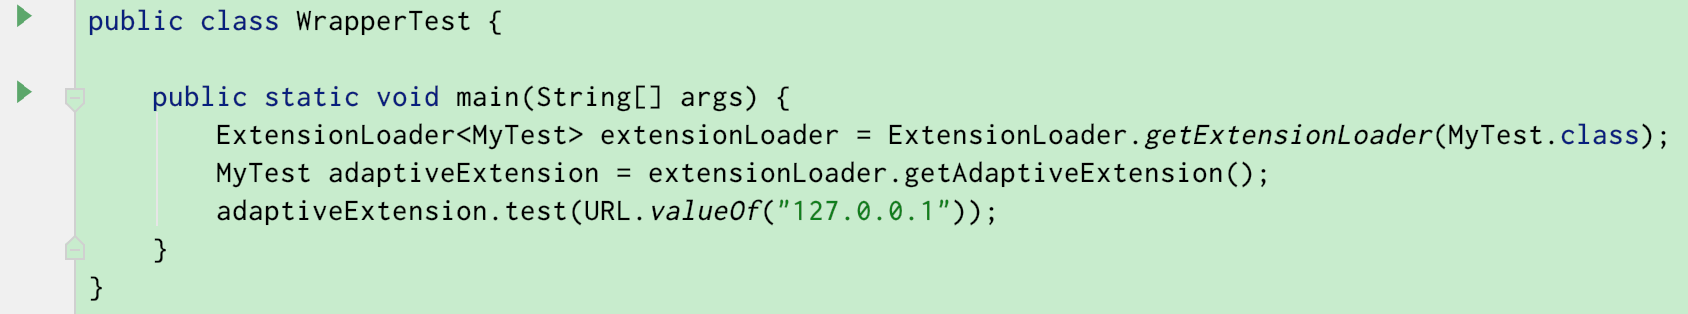 public class WrapperTest {
    public static void main(String[] args) {
        ExtensionLoader<MyTest> extensionLoader = ExtensionLoader.getExtensionLoader(MyTest.class);
        MyTest adaptiveExtension = extensionLoader.getAdaptiveExtension();
        adaptiveExtension.test(URL.valueOf("127.0.0.1"));
    }
}